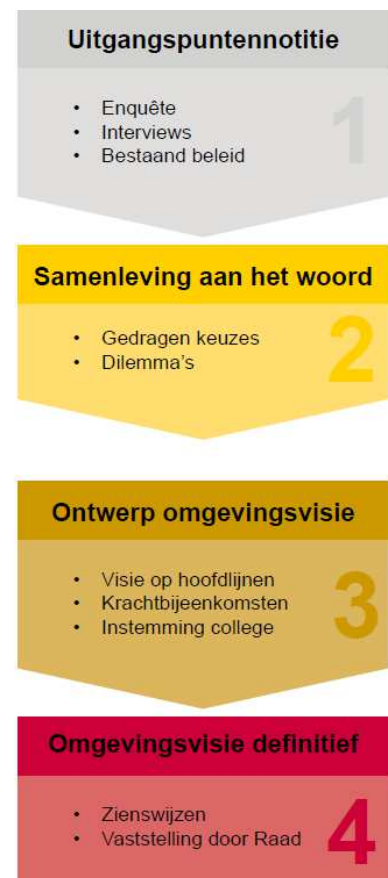 Uitgangspuntennotitie
• Enquête
• Interviews
• Bestaand beleid
1
Samenleving aan het woord
• Gedragen keuzes
• Dilemma's
2
Ontwerp omgevingsvisie
• Visie op hoofdlijnen
• Krachtbijeenkomsten
• Instemming college
3
Omgevingsvisie definitief
• Zienswijzen
• Vaststelling door Raad
4